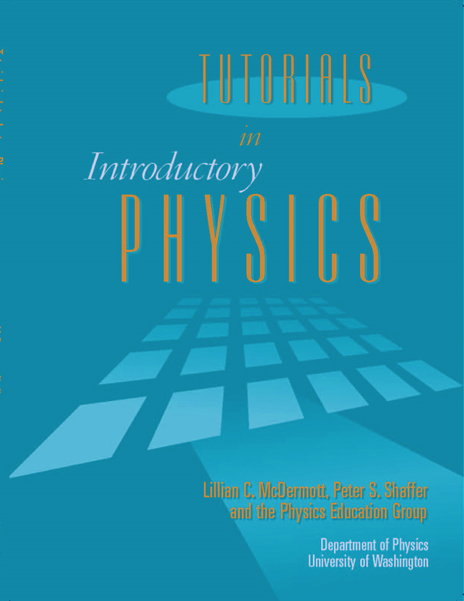 TUTORIALS
in
Introductory
PHYSICS
Lillian C. McDermott, Peter S. Shaffer
and the Physics Education Group
Department of Physics
University of Washington